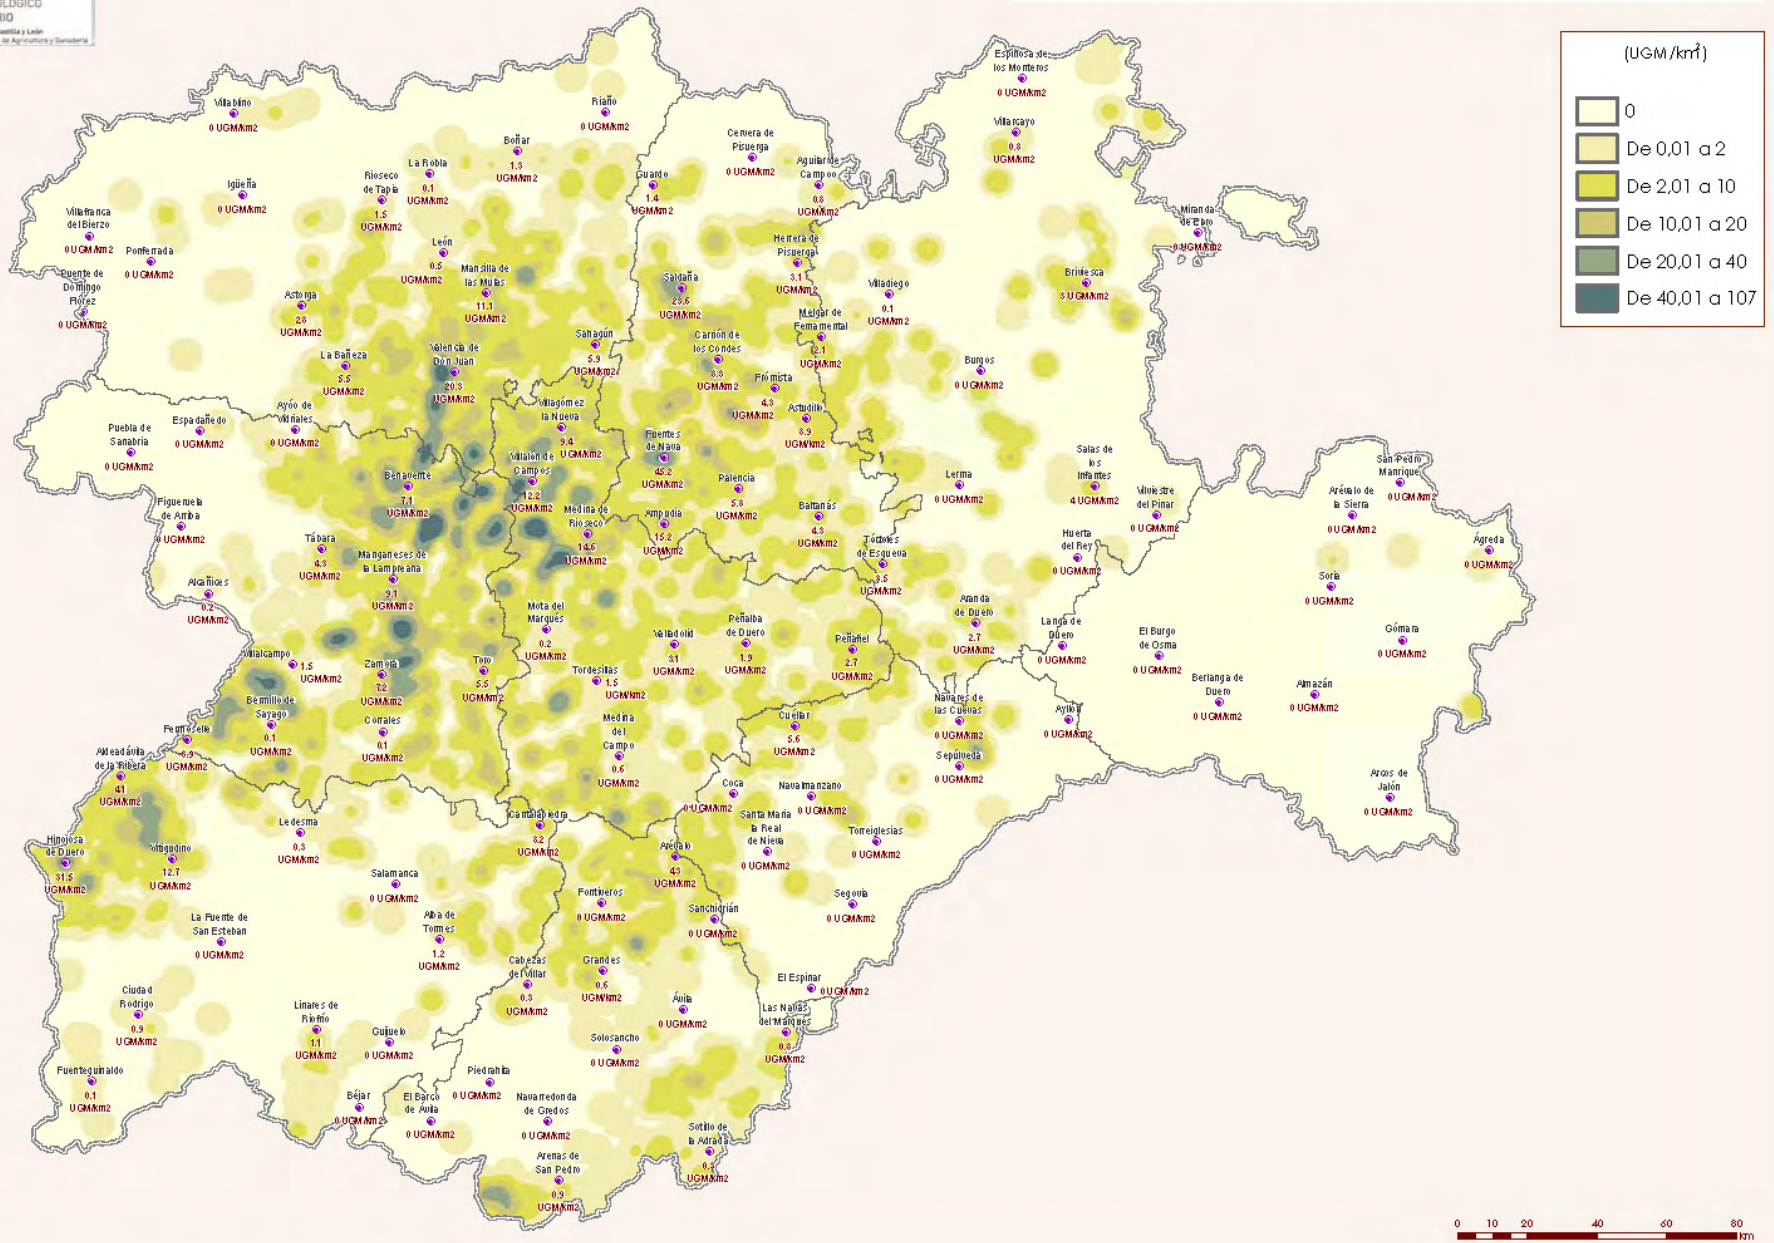 OLÓGICO
RIO
Castilla y León
de Agricultura y Ganadería
(UGM/km²)
0
De 0,01 a 2
De 2,01 a 10
De 10,01 a 20
De 20,01 a 40
De 40,01 a 107
Espinosa de
los Monteros
0 UGM/km2
Villablino
0 UGM/km2
Riaño
0 UGM/km2
Villarcayo
0.8
UGM/km2
Boñar
1.3
UGM/km2
Cervera de
Pisuerga
0 UGM/km2
La Robla
0.1
UGM/km2
Aguilar de
Campoo
0.8
UGM/km2
Rioseco
de Tapia
1.5
UGM/km2
Guardo
1.4
UGM/km2
Igüeña
0 UGM/km2
Villafranca
del Bierzo
0 UGM/km2
Miranda
de Ebro
0 UGM/km2
Ponferrada
0 UGM/km2
León
0.5
UGM/km2
Herrera de
Pisuerga
3.1
UGM/km2
Puente de
Domingo
Flórez
0 UGM/km2
Mansilla de
las Mulas
11.1
UGM/km2
Saldaña
23.6
UGM/km2
Villadiego
0.1
UGM/km2
Briviesca
3 UGM/km2
Astorga
2.8
UGM/km2
Melgar de
Fernamental
2.1
UGM/km2
Sahagún
5.9
UGM/km2
Carrión de
los Condes
8.3
UGM/km2
La Bañeza
5.5
UGM/km2
Valencia de
Don Juan
20.3
UGM/km2
Burgos
0 UGM/km2
Frómista
4.3
UGM/km2
Ayóo de
Vidriales
0 UGM/km2
Villagómez
la Nueva
9.4
UGM/km2
Astudillo
8.9
UGM/km2
Espadañedo
0 UGM/km2
Puebla de
Sanabria
0 UGM/km2
Fuentes
de Nava
45.2
UGM/km2
Villalón de
Campos
12.2
UGM/km2
Benavente
7.1
UGM/km2
Palencia
5.8
UGM/km2
Lerma
0 UGM/km2
Salas de
los
Infantes
4 UGM/km2
San Pedro
Manrique
0 UGM/km2
Vilviestre
del Pinar
0 UGM/km2
Arévalo de
la Sierra
0 UGM/km2
Figueruela
de Arriba
0 UGM/km2
Medina de
Rioseco
14.6
UGM/km2
Ampudia
15.2
UGM/km2
Baltanás
4.3
UGM/km2
Tábara
4.3
UGM/km2
Huerta
del Rey
0 UGM/km2
Ágreda
0 UGM/km2
Tórtoles
de Esgueva
3.5
UGM/km2
Manganeses de
la Lampreana
9.1
UGM/km2
Alcañices
0.2
UGM/km2
Soria
0 UGM/km2
Mota del
Marqués
0.2
UGM/km2
Aranda
de Duero
2.7
UGM/km2
Valladolid
3.1
UGM/km2
Peñalba
de Duero
1.9
UGM/km2
Peñafiel
2.7
UGM/km2
Langa de
Duero
0 UGM/km2
El Burgo
de Osma
0 UGM/km2
Gómara
0 UGM/km2
Villalcampo
1.5
UGM/km2
Zamora
7.2
UGM/km2
Toro
5.5
UGM/km2
Tordesillas
1.5
UGM/km2
Berlanga de
Duero
0 UGM/km2
Almazán
0 UGM/km2
Bermillo de
Sayago
0.1
UGM/km2
Corrales
0.1
UGM/km2
Medina
del
Campo
0.6
UGM/km2
Cuéllar
5.6
UGM/km2
Navares de
las Cuevas
0 UGM/km2
Ayllón
0 UGM/km2
Fermoselle
6.9
UGM/km2
Sepúlveda
0 UGM/km2
Aldeadávila
de la Ribera
41
UGM/km2
Coca
0 UGM/km2
Navalmanzano
0 UGM/km2
Arcos de
Jalón
0 UGM/km2
Ledesma
0.3
UGM/km2
Cantalapiedra
8.2
UGM/km2
Santa María
la Real
de Nieva
0 UGM/km2
Torreiglesias
0 UGM/km2
Hinojosa
de Duero
31.5
UGM/km2
Vitigudino
12.7
UGM/km2
Arévalo
43
UGM/km2
Salamanca
0 UGM/km2
Fontiveros
0 UGM/km2
Segovia
0 UGM/km2
La Fuente de
San Esteban
0 UGM/km2
Alba de
Tormes
1.2
UGM/km2
Sanchidrián
0 UGM/km2
Cabezas
del Villar
0.3
UGM/km2
Grandes
0.6
UGM/km2
El Espinar
0 UGM/km2
Ciudad
Rodrigo
0.9
UGM/km2
Linares de
Riofrío
1.1
UGM/km2
Guijuelo
0 UGM/km2
Ávila
0 UGM/km2
Las Navas
del Marqués
0.8
UGM/km2
Solosancho
0 UGM/km2
Fuenteguinaldo
0.1
UGM/km2
Piedrahita
0 UGM/km2
Béjar
0 UGM/km2
El Barco
de Ávila
0 UGM/km2
Navarredonda
de Gredos
0 UGM/km2
Sotillo de
la Adrada
0.3
UGM/km2
Arenas de
San Pedro
0.9
UGM/km2
0 10 20 40 60 80
km